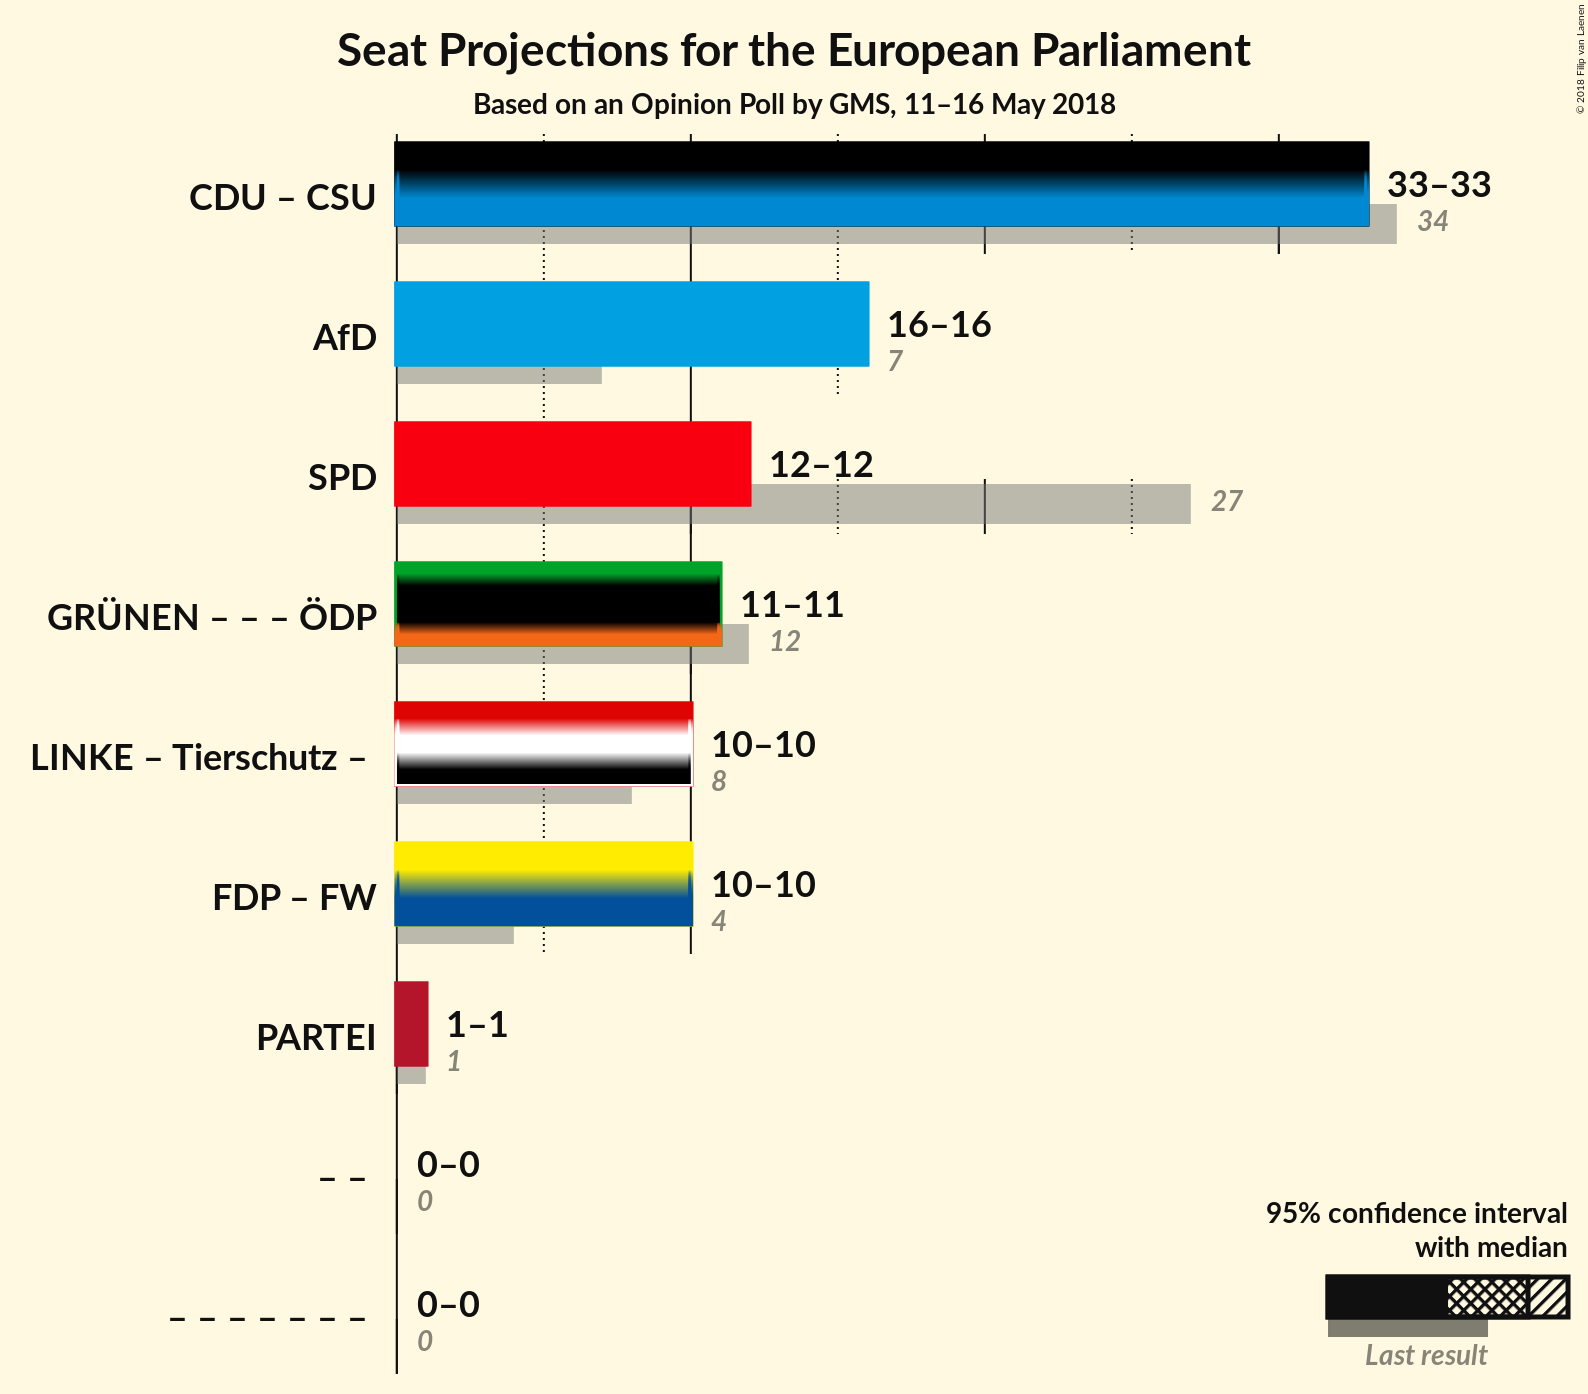 Seat Projections for the European Parliament
Based on an Opinion Poll by GMS, 11–16 May 2018
© 2018 Filip van Laenen
CDU – CSU
33–33
34
AfD
16–16
7
SPD
12–12
27
GRÜNEN – – – ÖDP
11–11
12
LINKE – Tierschutz –
10–10
8
FDP – FW
10–10
4
PARTEI
1–1
1
– –
0–0
0
– – – – – – –
0–0
0
95% confidence interval
with median
Last result